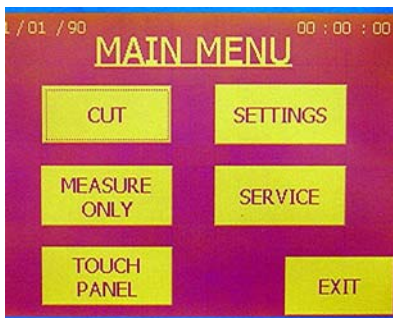 1/01/90
00:00:00
MAIN MENU
CUT
SETTINGS
MEASURE
ONLY
SERVICE
TOUCH
PANEL
EXIT